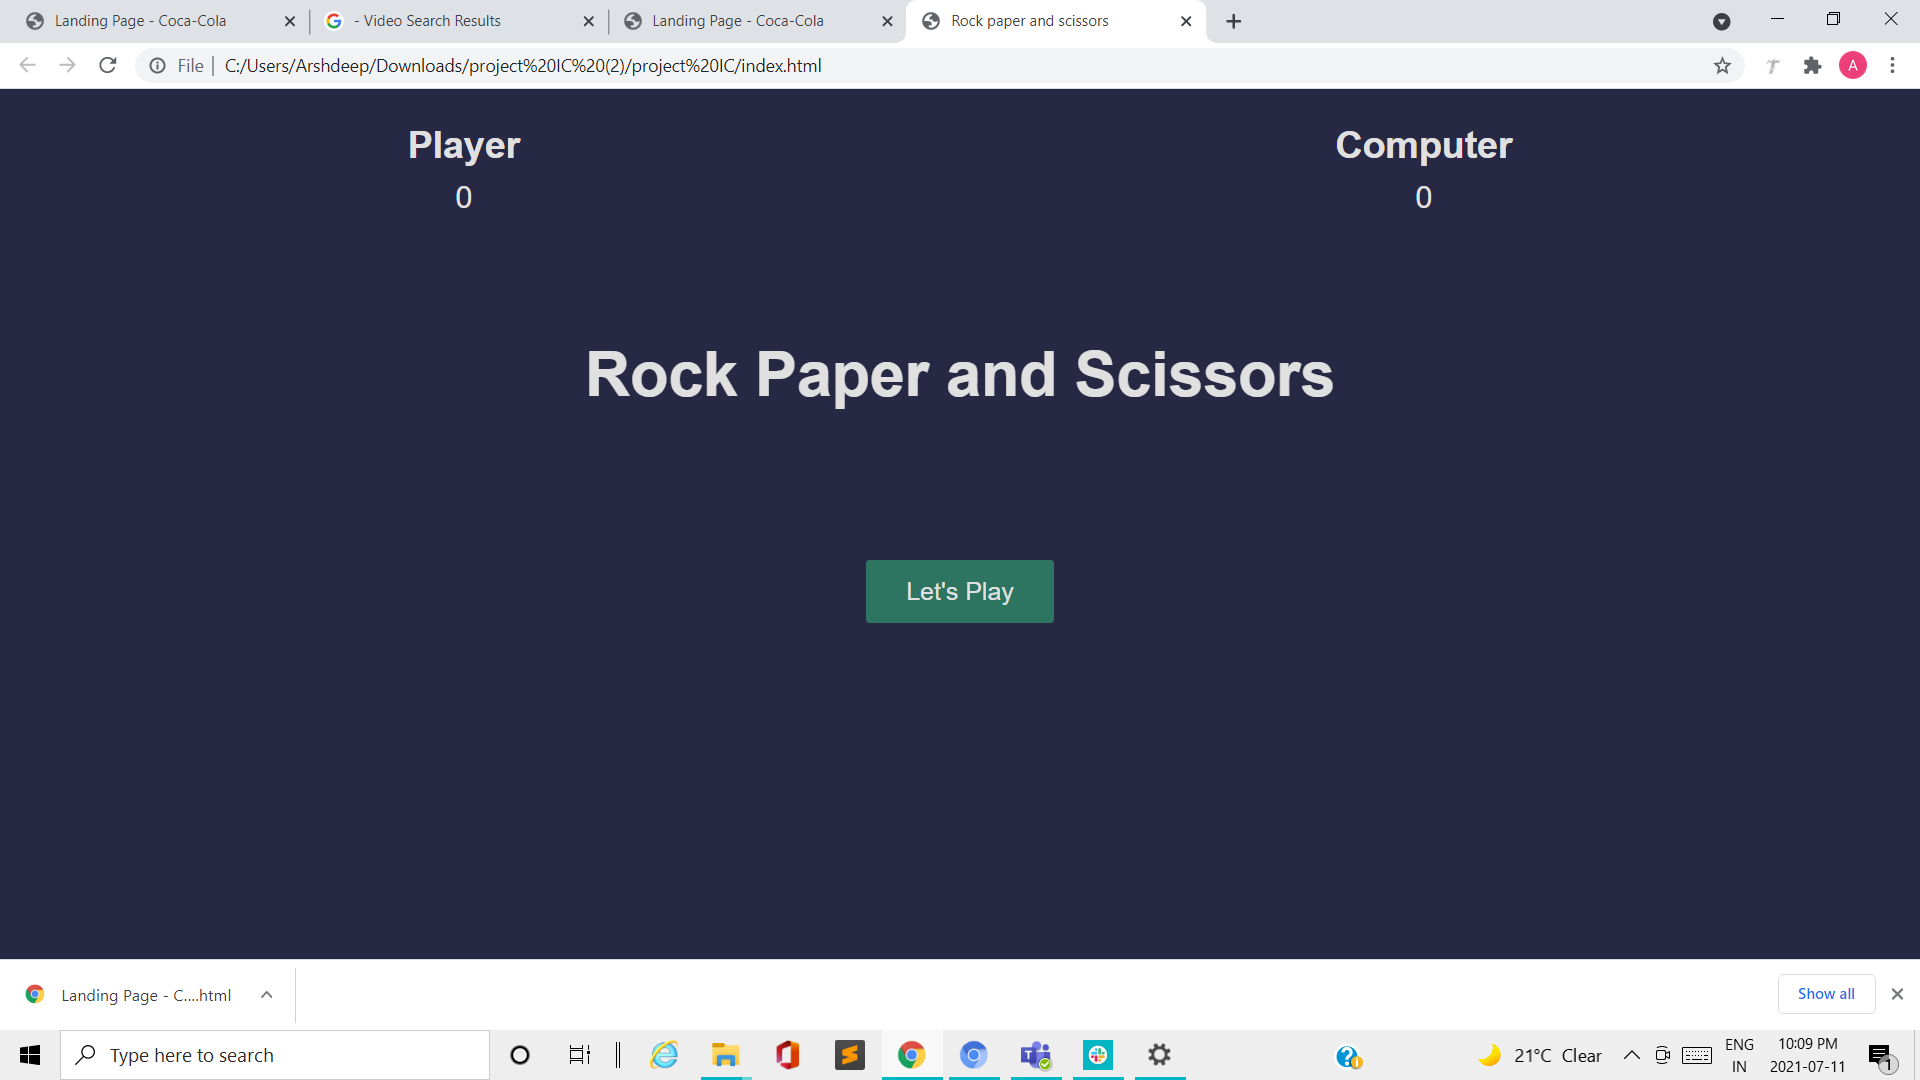 Landing Page - Coca-Cola
- Video Search Results
Landing Page - Coca-Cola
Rock paper and scissors
File | C:/Users/Arshdeep/Downloads/project%20IC%20(2)/project%20IC/index.html
A
Player
Computer
0
0
Rock Paper and Scissors
Let's Play
Landing Page - C....html
Show all
Type here to search
21°C Clear
ENG
IN
10:09 PM
2021-07-11
1